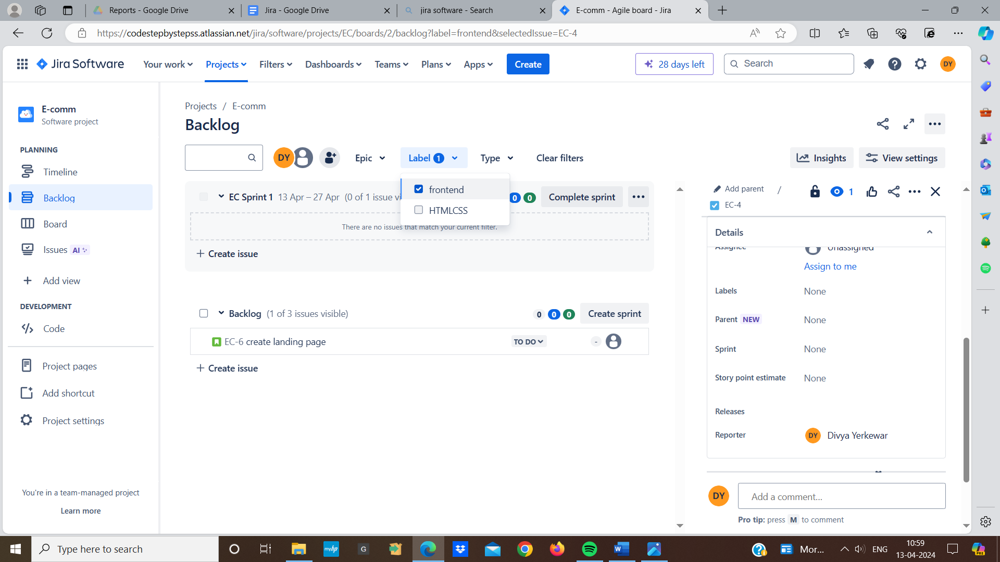 Reports - Google Drive
Jira - Google Drive
jira software - Search
E-comm - Agile board - Jira
https://codestepbystepss.atlassian.net/jira/software/projects/EC/boards/2/backlog?label=frontend&selectedIssue=EC-4
Jira Software
Your work
Projects
Filters
Dashboards
Teams
Plans
Apps
Create
28 days left
Search
DY
E-comm
Software project
PLANNING
Timeline
Backlog
Board
Issues AI
Add view
DEVELOPMENT
Code
Project pages
Add shortcut
Project settings
You're in a team-managed project
Learn more
Projects / E-comm
Backlog
DY
Epic
Label 1
Type
Clear filters
Insights
View settings
frontend
HTMLCSS
EC Sprint 1 13 Apr – 27 Apr (0 of 1 issue vi
0 0
Complete sprint
There are no issues that match your current filter.
+ Create issue
Backlog (1 of 3 issues visible)
0 0 0
Create sprint
EC-6 create landing page
TO DO
-
+ Create issue
Add parent /
1
EC-4
Details
Assignee
Unassigned
Assign to me
Labels
None
Parent NEW
None
Sprint
None
Story point estimate
None
Releases
Reporter
DY Divya Yerkewar
DY
Add a comment...
Pro tip: press M to comment
Type here to search
myhp
G
W
Mor...
ENG
10:59
13-04-2024
PRE